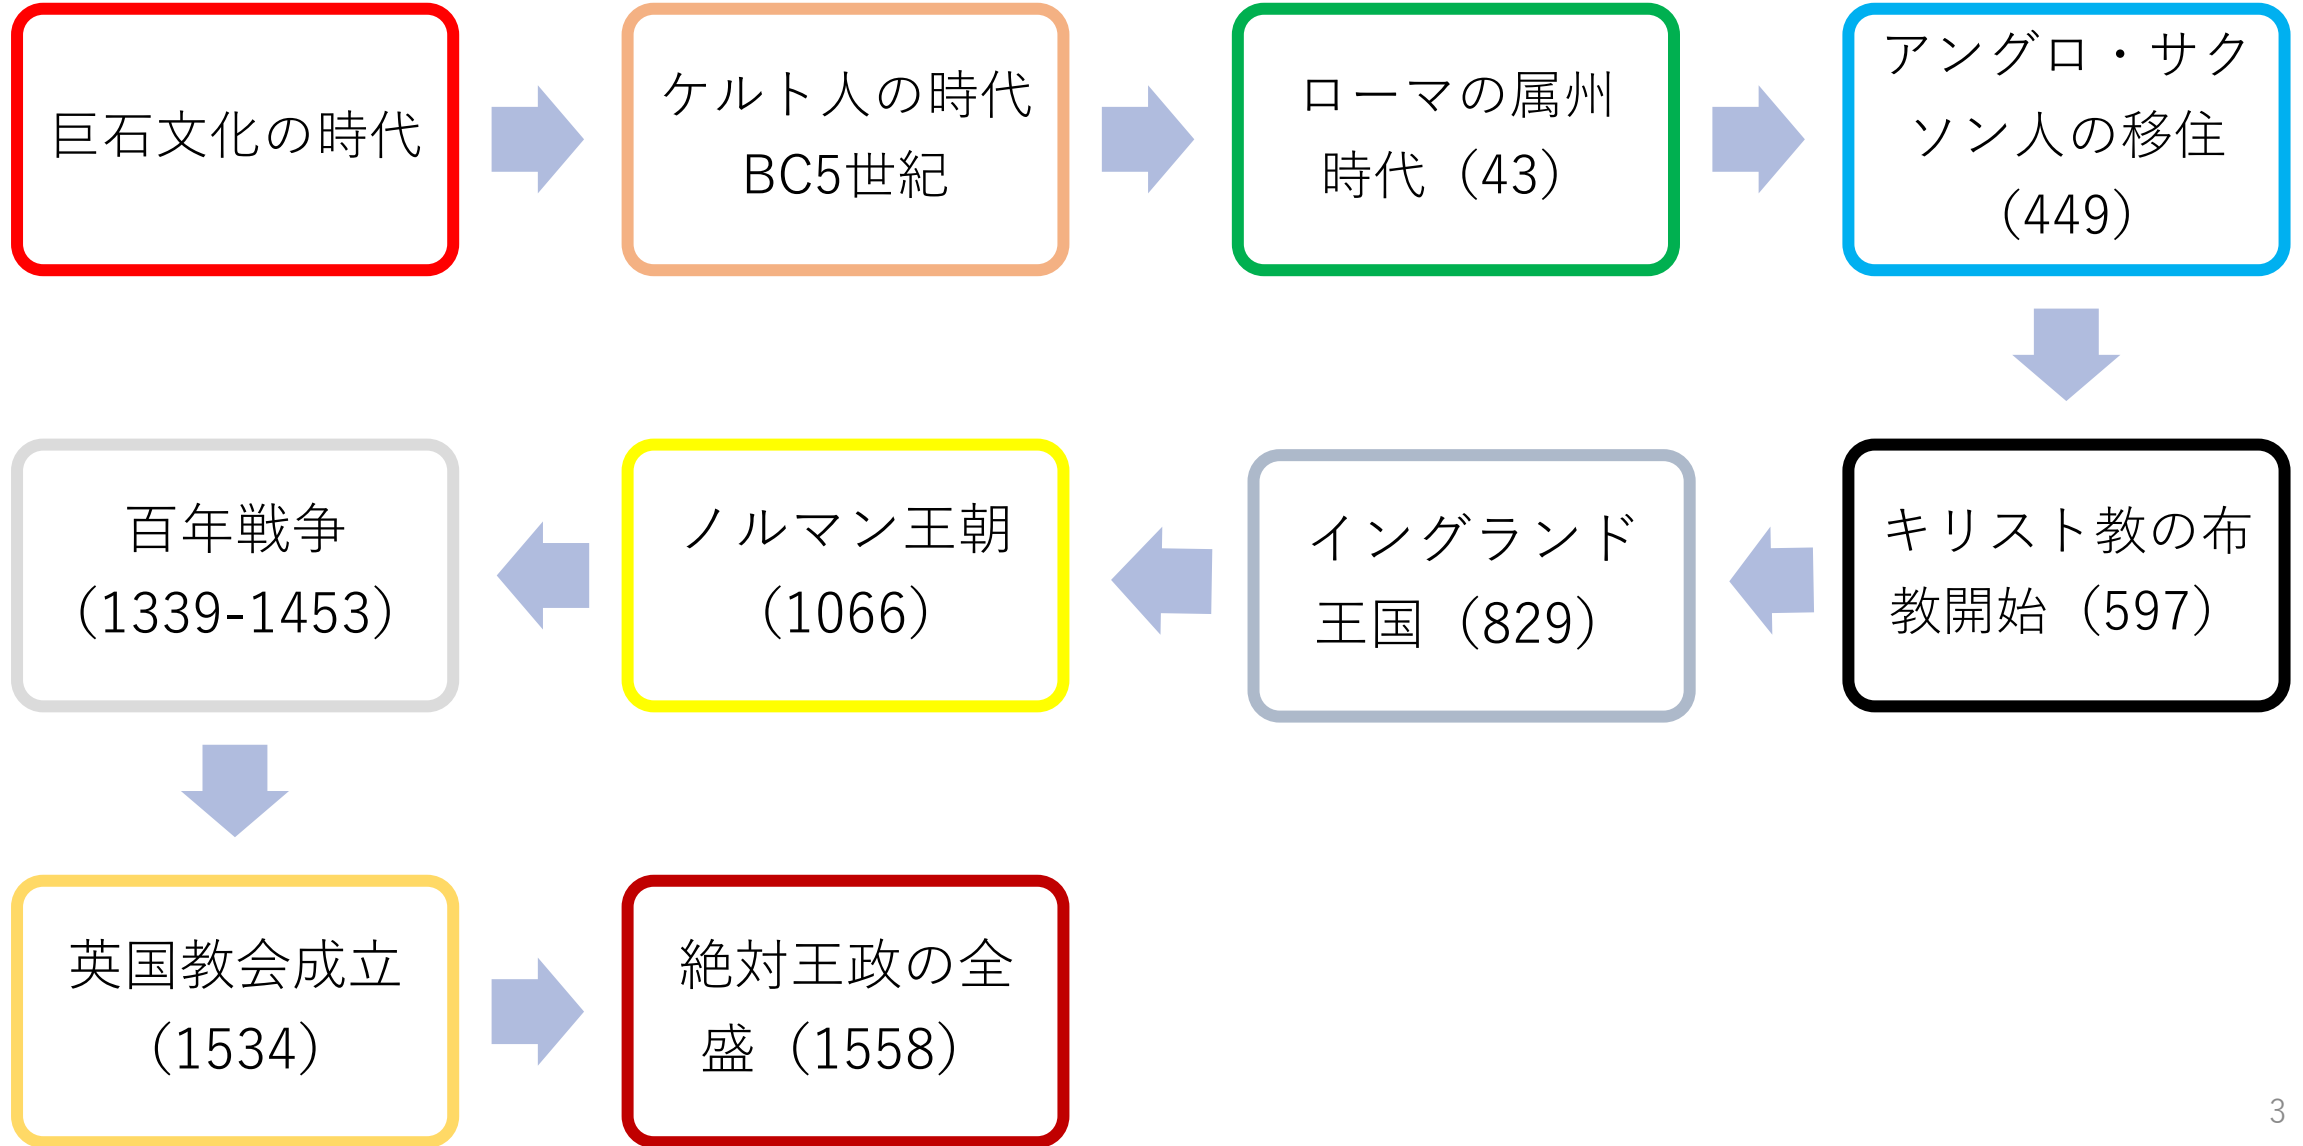 巨石文化の時代
ケルト人の時代
BC5世紀
ローマの属州
時代（43）
アングロ・サク
ソン人の移住
（449）
キリスト教の布
教開始（597）
イングランド
王国（829）
ノルマン王朝
（1066）
百年戦争
（1339-1453）
英国教会成立
（1534）
絶対王政の全
盛（1558）
3